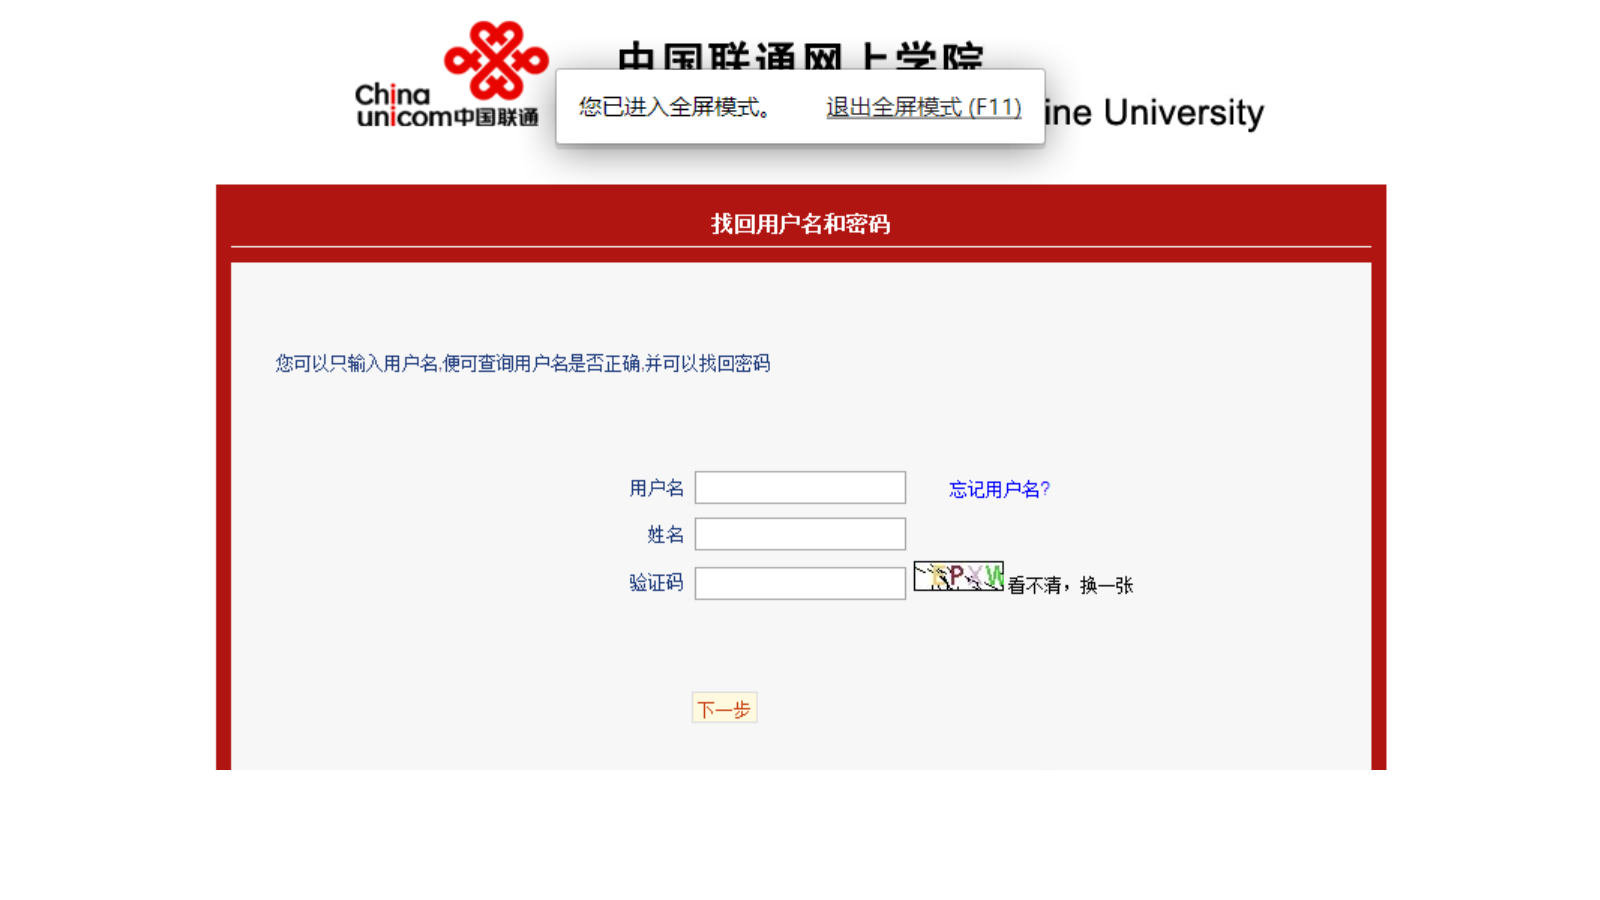 China
unicom中国联通
中国联通网上学院
您已进入全屏模式。 退出全屏模式 (F11)
ine University
找回用户名和密码
您可以只输入用户名,便可查询用户名是否正确,并可以找回密码
用户名 忘记用户名?
姓名
验证码 EPXW 看不清，换一张
下一步